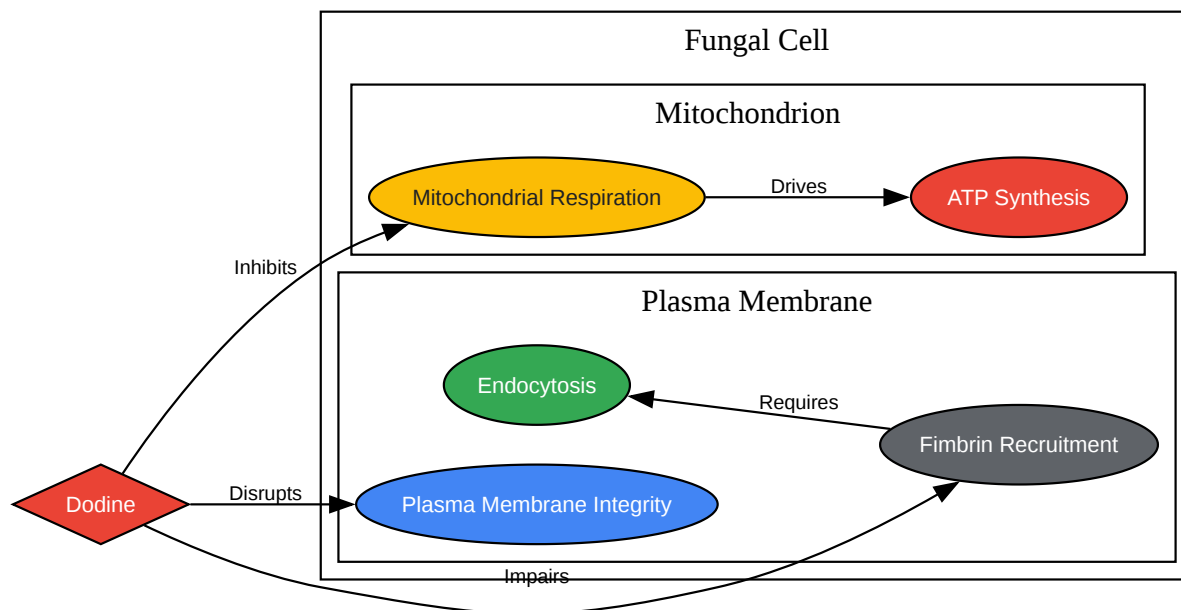 Fungal Cell
Mitochondrion
Mitochondrial Respiration
Drives
ATP Synthesis
Inhibits
Plasma Membrane
Endocytosis
Requires
Fimbrin Recruitment
Dodine
Disrupts
Plasma Membrane Integrity
Impairs